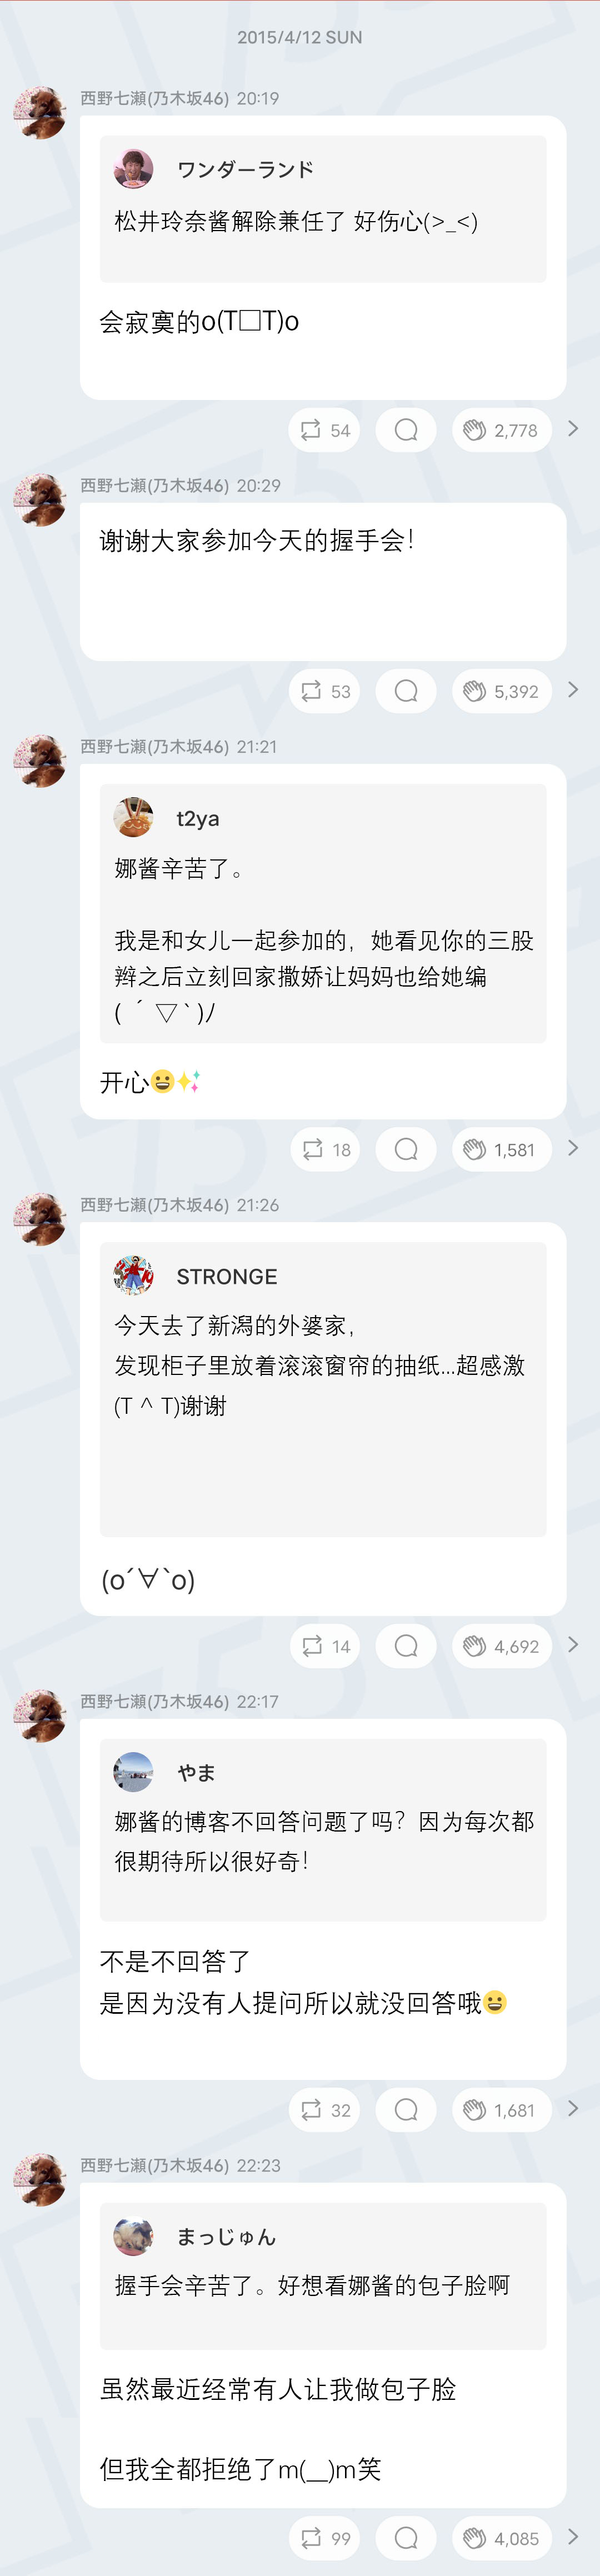 2015/4/12 SUN
西野七瀬(乃木坂46) 20:19
ワンダーランド
松井玲奈酱解除兼任了 好伤心(>_<)
会寂寞的o(T□T)o
54
2,778
西野七瀬(乃木坂46) 20:29
谢谢大家参加今天的握手会！
53
5,392
西野七瀬(乃木坂46) 21:21
t2ya
娜酱辛苦了。
我是和女儿一起参加的，她看见你的三股
辫之后立刻回家撒娇让妈妈也给她编
( ´ ▽ ` )ﾉ
开心😀✨
18
1,581
西野七瀬(乃木坂46) 21:26
STRONGE
今天去了新潟的外婆家，
发现柜子里放着滚滚窗帘的抽纸...超感激
(T ^ T)谢谢
(o´∀`o)
14
4,692
西野七瀬(乃木坂46) 22:17
やま
娜酱的博客不回答问题了吗？因为每次都
很期待所以很好奇！
不是不回答了
是因为没有人提问所以就没回答哦😀
32
1,681
西野七瀬(乃木坂46) 22:23
まっじゅん
握手会辛苦了。好想看娜酱的包子脸啊
虽然最近经常有人让我做包子脸
但我全都拒绝了m(__)m笑
99
4,085